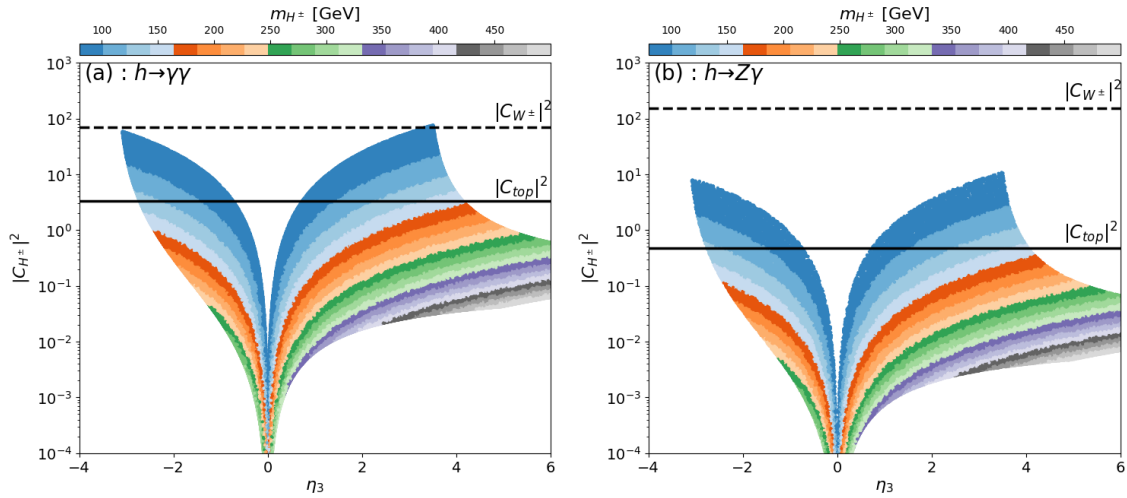 m_{H^±} [GeV]
100 150 200 250 300 350 400 450
(a) : h→γγ
|C_{W^±}|^2
|C_{top}|^2
|C_{H^±}|^2
10^3
10^2
10^1
10^0
10^{-1}
10^{-2}
10^{-3}
10^{-4}
−4 −2 0 2 4 6
η_3
m_{H^±} [GeV]
100 150 200 250 300 350 400 450
(b) : h→Zγ
|C_{W^±}|^2
|C_{top}|^2
|C_{H^±}|^2
10^3
10^2
10^1
10^0
10^{-1}
10^{-2}
10^{-3}
10^{-4}
−4 −2 0 2 4 6
η_3